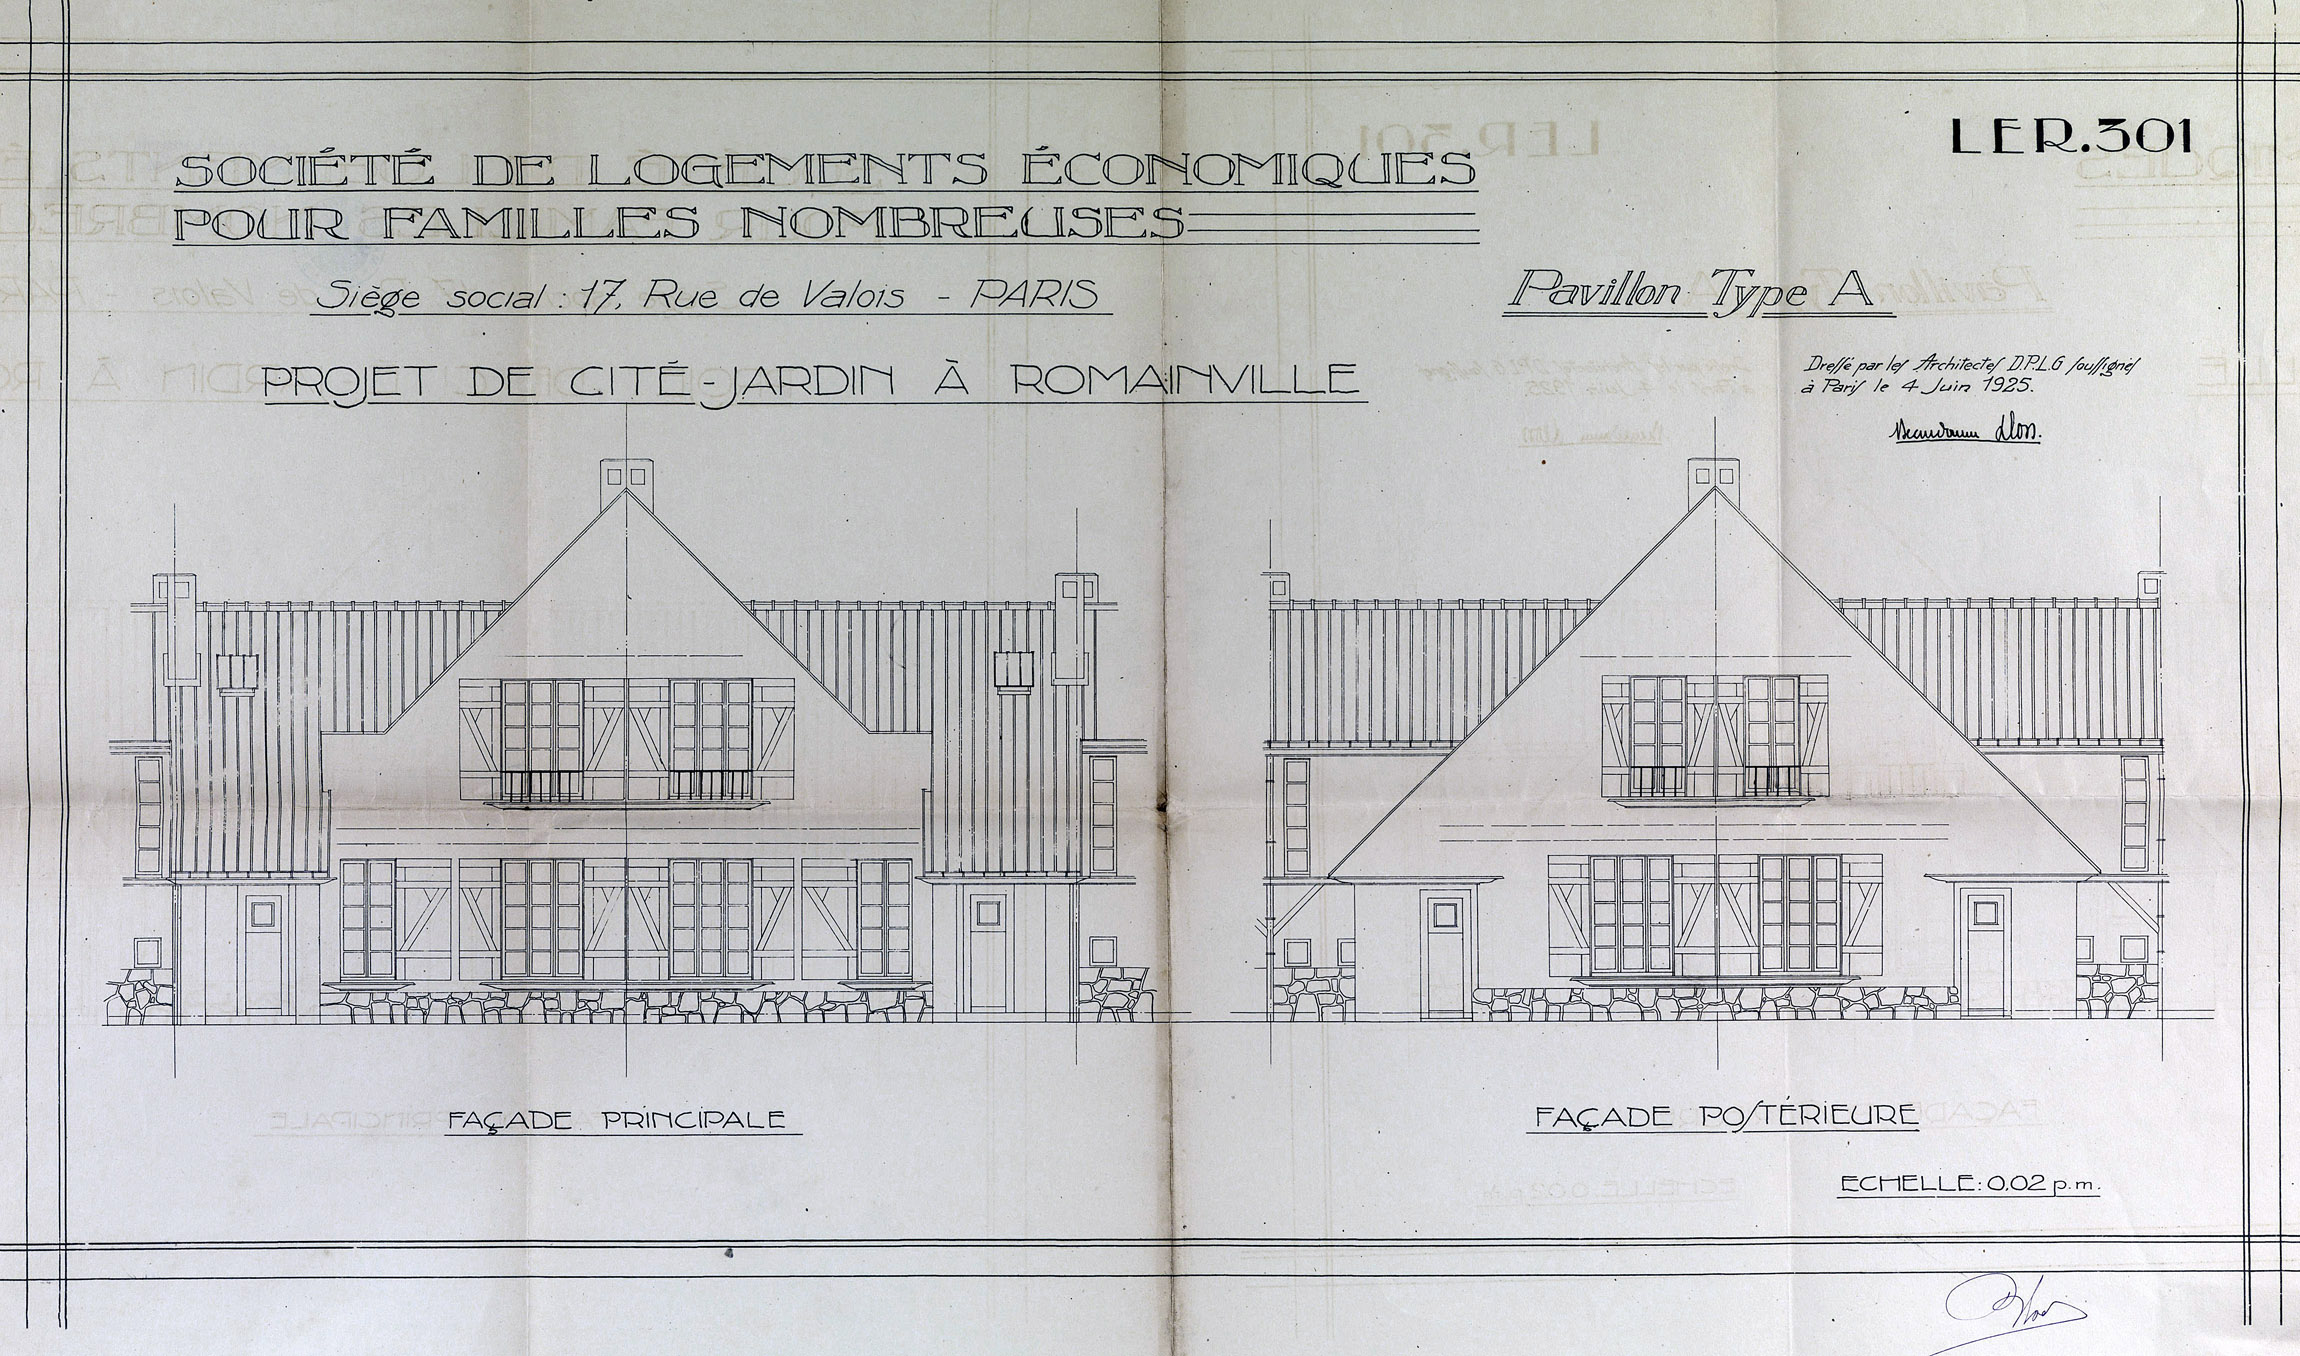 LER.301
SOCIÉTÉ DE LOGEMENTS ÉCONOMIQUES
POUR FAMILLES NOMBREUSES
Siège social : 17, Rue de Valois - PARIS
Pavillon Type A
PROJET DE CITÉ-JARDIN À ROMAINVILLE
Dressé par les Architectes D.P.L.G soussignés
à Paris le 4 Juin 1925.
FAÇADE PRINCIPALE
FAÇADE POSTÉRIEURE
ECHELLE: 0,02 p.m.